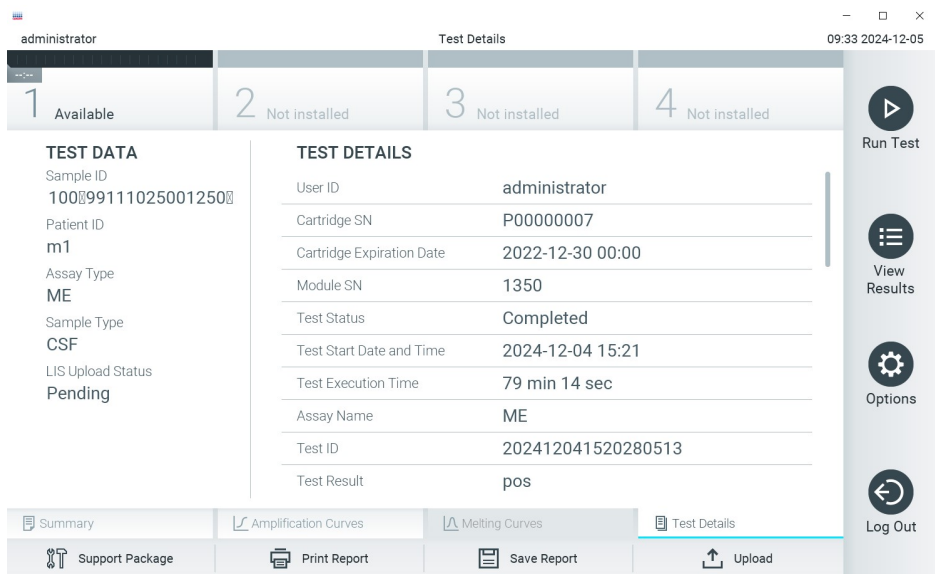 administrator
Test Details
09:33 2024-12-05
--:--
1 Available
2 Not installed
3 Not installed
4 Not installed
TEST DATA
Sample ID
100▯99111025001250▯
Patient ID
m1
Assay Type
ME
Sample Type
CSF
LIS Upload Status
Pending
TEST DETAILS
User ID administrator
Cartridge SN P00000007
Cartridge Expiration Date 2022-12-30 00:00
Module SN 1350
Test Status Completed
Test Start Date and Time 2024-12-04 15:21
Test Execution Time 79 min 14 sec
Assay Name ME
Test ID 202412041520280513
Test Result pos
Run Test
View
Results
Options
Log Out
Summary
Amplification Curves
Melting Curves
Test Details
Support Package
Print Report
Save Report
Upload